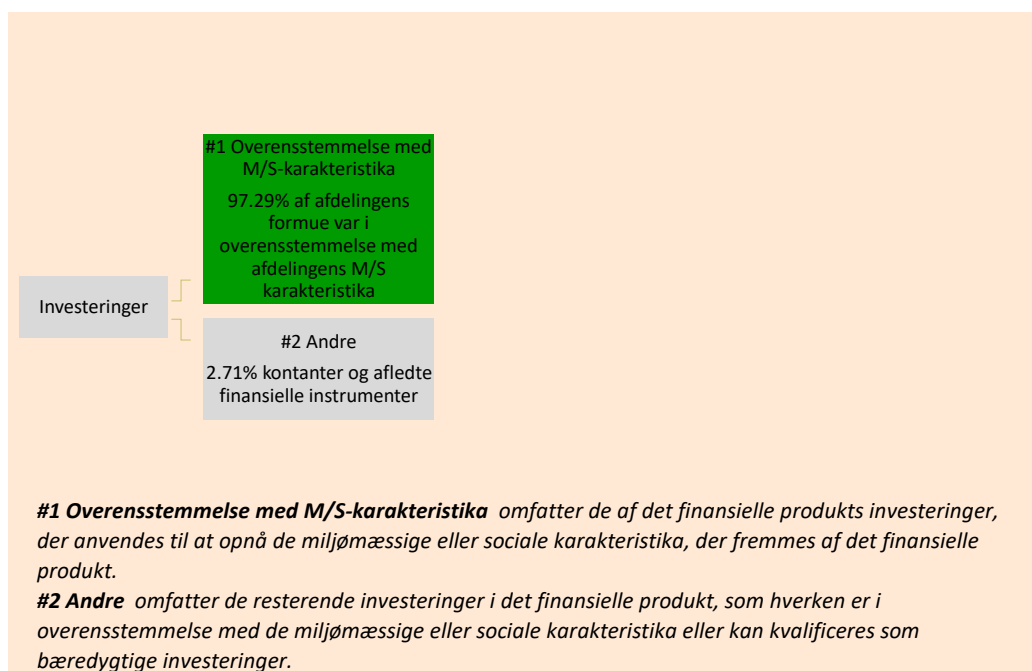 #1 Overensstemmelse med
M/S-karakteristika
97.29% af afdelingens
formue var i
overensstemmelse med
afdelingens M/S
karakteristika
Investeringer
#2 Andre
2.71% kontanter og afledte
finansielle instrumenter
#1 Overensstemmelse med M/S-karakteristika omfatter de af det finansielle produkts investeringer,
der anvendes til at opnå de miljømæssige eller sociale karakteristika, der fremmes af det finansielle
produkt.
#2 Andre omfatter de resterende investeringer i det finansielle produkt, som hverken er i
overensstemmelse med de miljømæssige eller sociale karakteristika eller kan kvalificeres som
bæredygtige investeringer.